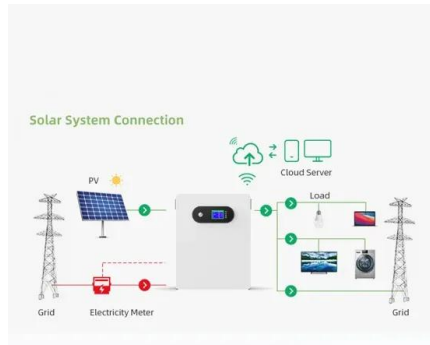 Solar System Connection
Cloud Server
PV
Load
Grid
Electricity Meter
Grid